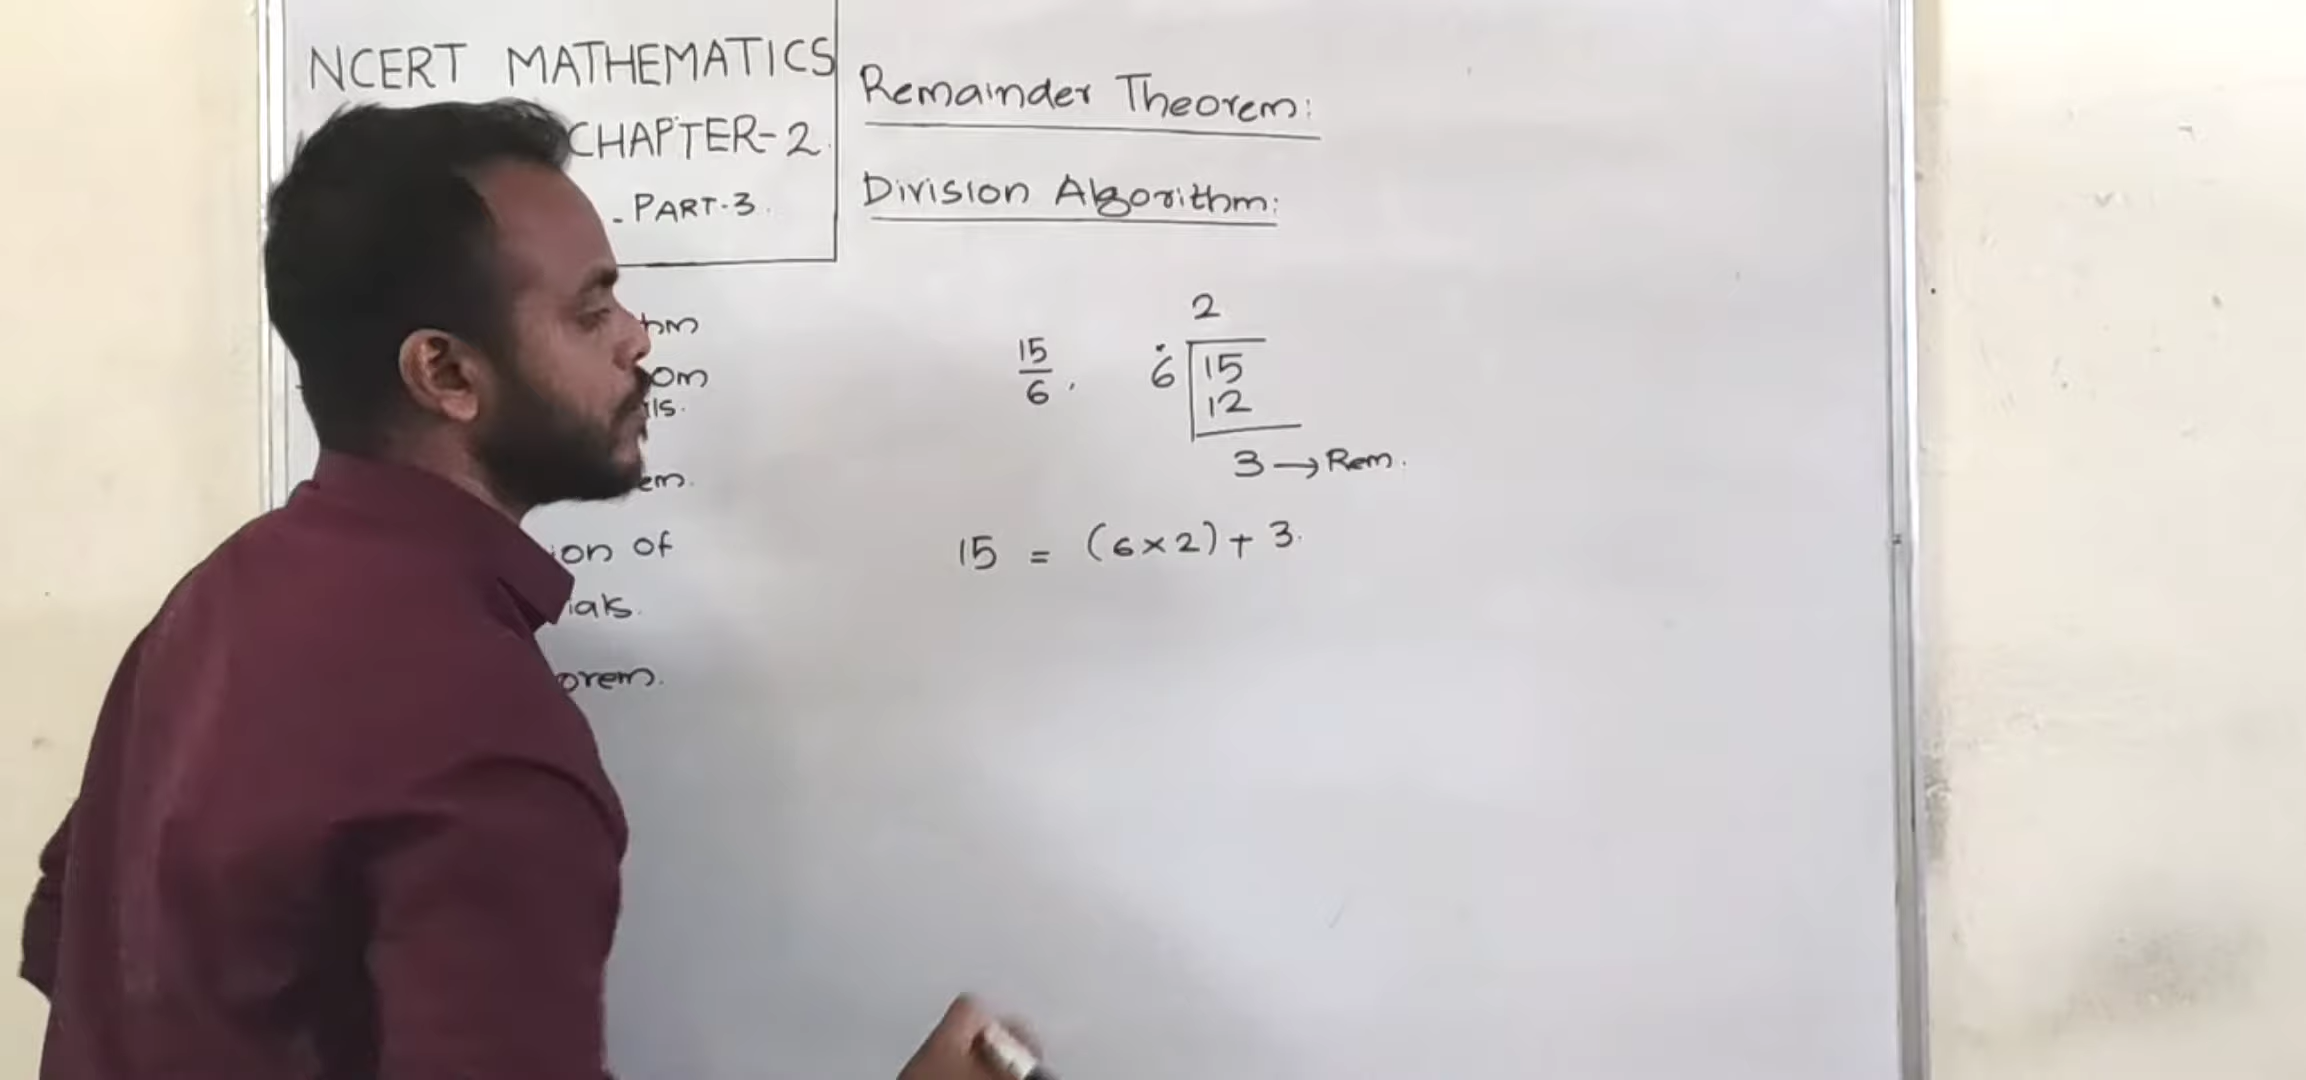 NCERT MATHEMATICS
CHAPTER-2.
- PART-3.
of
Remainder Theorem:
Division Algorithm:
15/6,
2
6 15
12
3 → Rem.
15 = (6×2)+3.